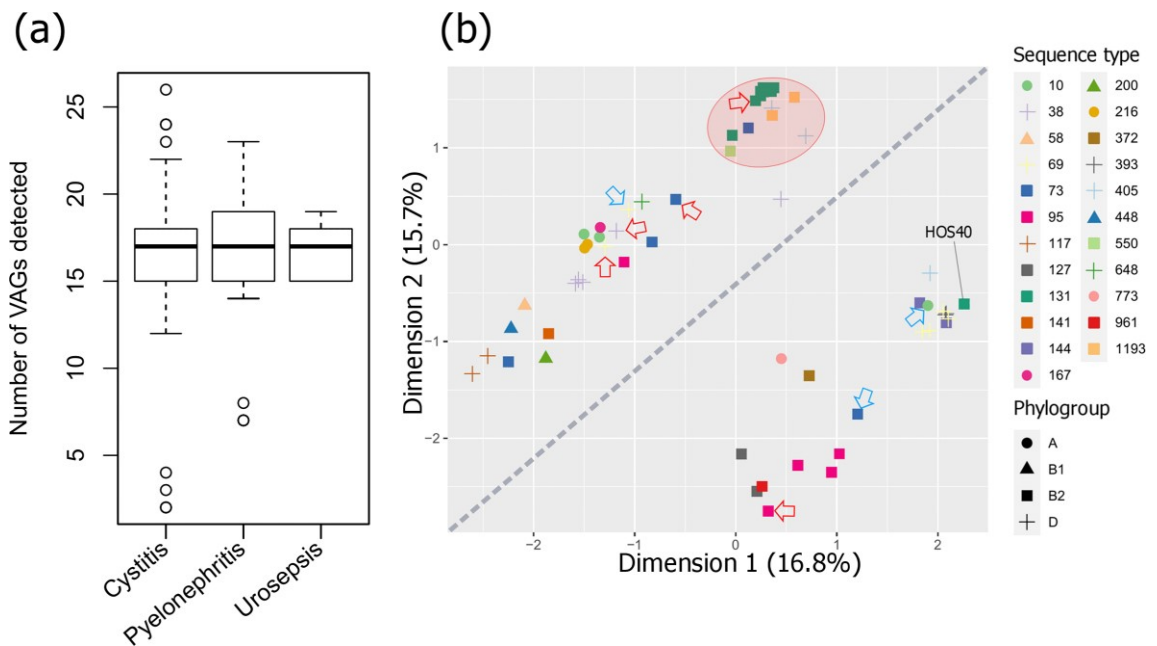 (a)
Number of VAGs detected
25
20
15
10
5
Cystitis
Pyelonephritis
Urosepsis
(b)
Dimension 2 (15.7%)
1
0
−1
−2
−2
−1
0
1
2
Dimension 1 (16.8%)
HOS40
Sequence type
10 200
38 216
58 372
69 393
73 405
95 448
117 550
127 648
131 773
141 961
144 1193
167
Phylogroup
A
B1
B2
D